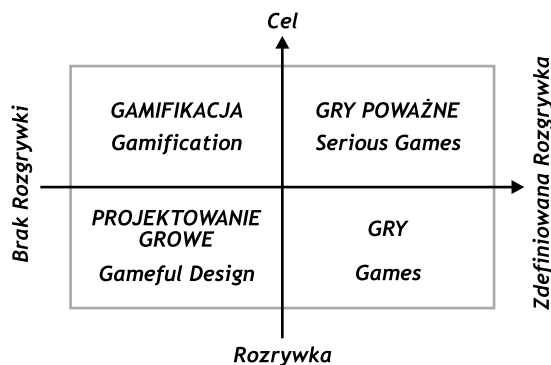 Cel
Brak Rozgrywki
GAMIFIKACJA
Gamification
GRY POWAŻNE
Serious Games
Zdefiniowana Rozgrywka
PROJEKTOWANIE
GROWE
Gameful Design
GRY
Games
Rozrywka